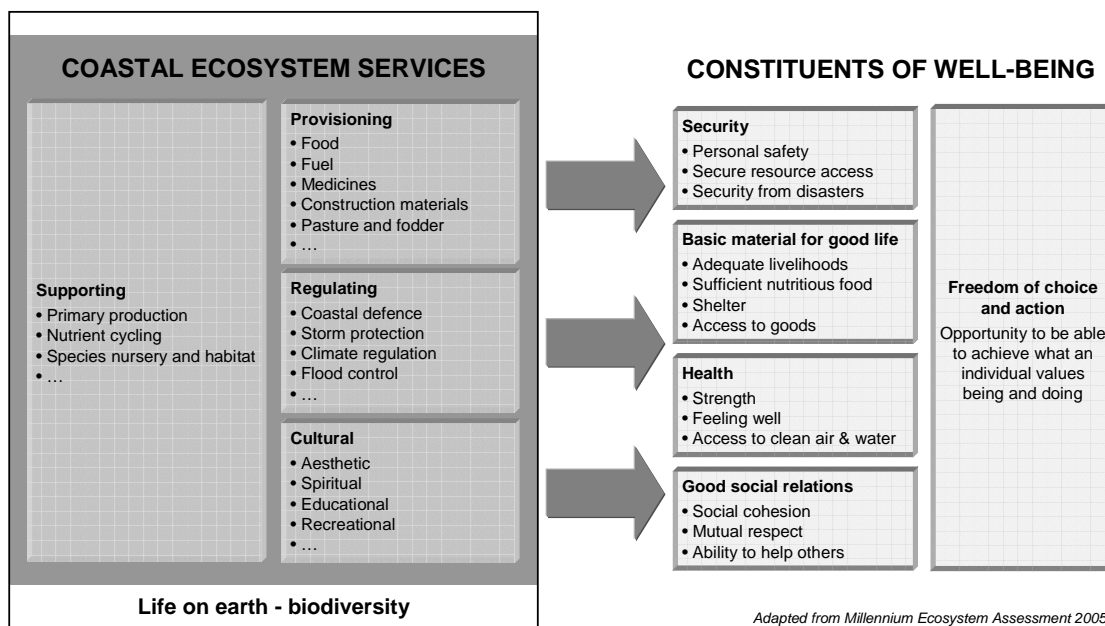 COASTAL ECOSYSTEM SERVICES
Supporting
• Primary production
• Nutrient cycling
• Species nursery and habitat
• …
Provisioning
• Food
• Fuel
• Medicines
• Construction materials
• Pasture and fodder
• …
Regulating
• Coastal defence
• Storm protection
• Climate regulation
• Flood control
• …
Cultural
• Aesthetic
• Spiritual
• Educational
• Recreational
• …
Life on earth - biodiversity
CONSTITUENTS OF WELL-BEING
Security
• Personal safety
• Secure resource access
• Security from disasters
Basic material for good life
• Adequate livelihoods
• Sufficient nutritious food
• Shelter
• Access to goods
Health
• Strength
• Feeling well
• Access to clean air & water
Good social relations
• Social cohesion
• Mutual respect
• Ability to help others
Freedom of choice
and action
Opportunity to be able
to achieve what an
individual values
being and doing
Adapted from Millennium Ecosystem Assessment 2005